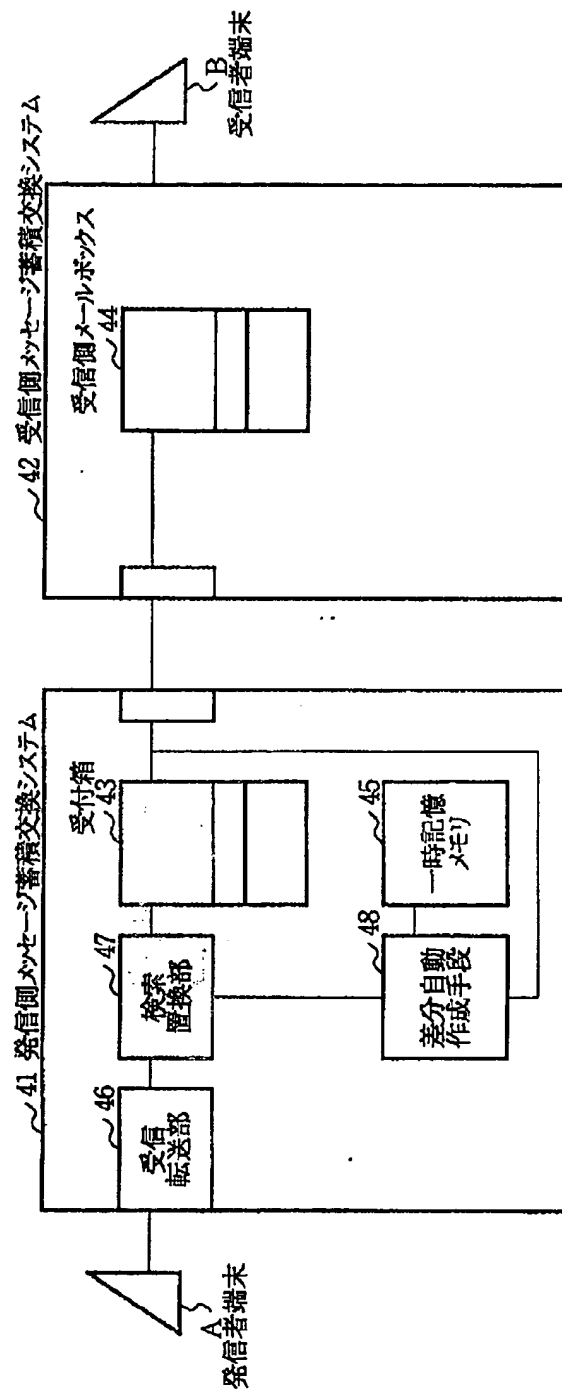 41 発信側メッセージ蓄積交換システム
42 受信側メッセージ蓄積交換システム
A
発信者端末
46
受信
転送部
47
検索
置換部
受付箱
43
48
差分自動
作成手段
45
一時記憶
メモリ
受信側メールボックス
44
B
受信者端末